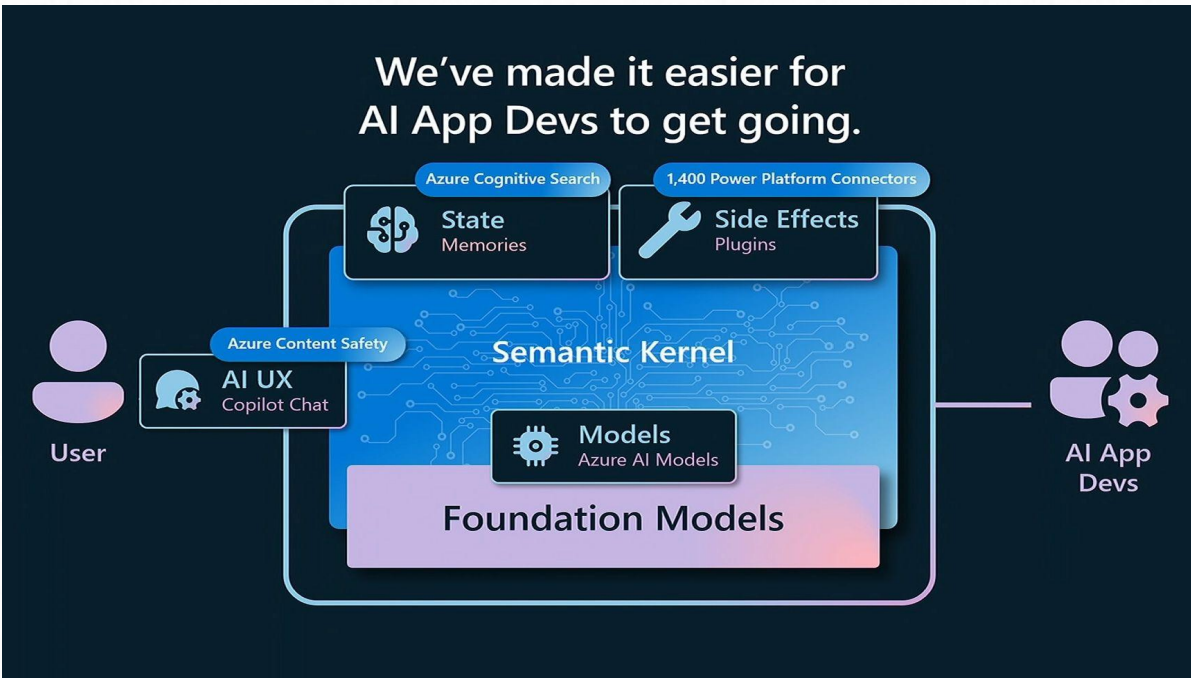 We've made it easier for
AI App Devs to get going.
Azure Cognitive Search
1,400 Power Platform Connectors
State
Memories
Side Effects
Plugins
Azure Content Safety
AI UX
Copilot Chat
Semantic Kernel
Models
Azure AI Models
Foundation Models
User
AI App
Devs